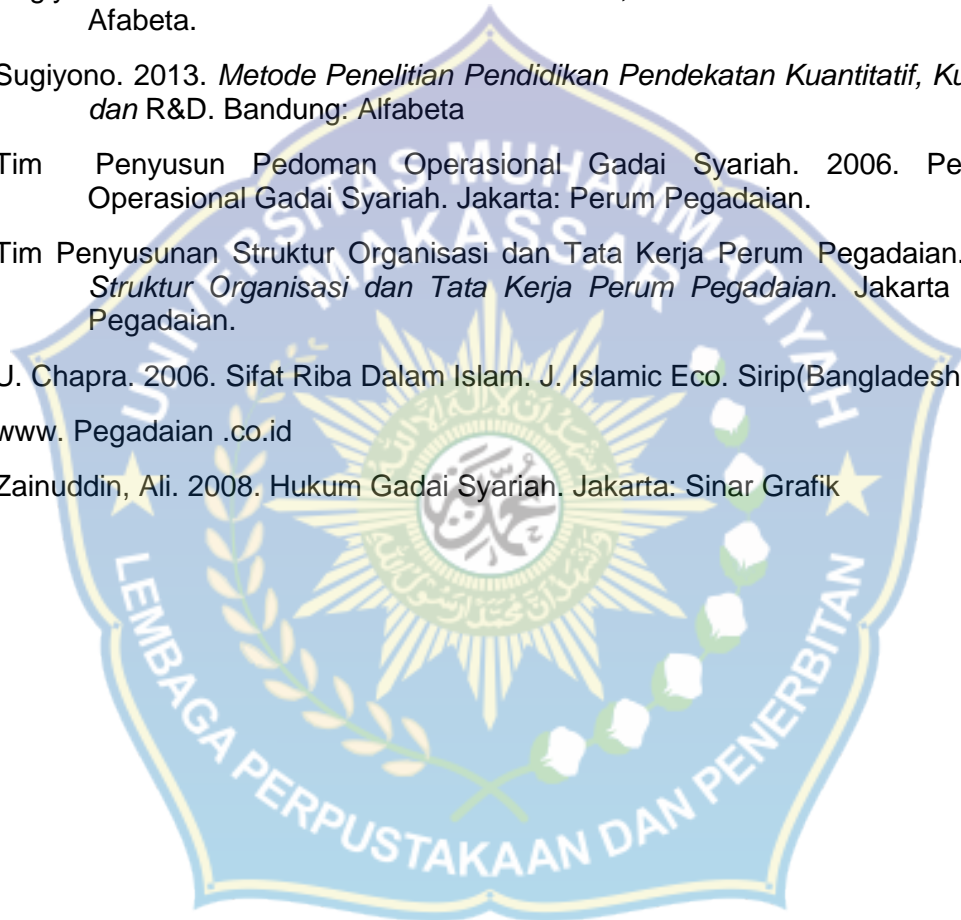 Afabeta.
Sugiyono. 2013. Metode Penelitian Pendidikan Pendekatan Kuantitatif,
dan R&D. Bandung: Alfabeta
Tim Penyusun Pedoman Operasional Gadai Syariah. 2006.
Operasional Gadai Syariah. Jakarta: Perum Pegadaian.
Tim Penyusunan Struktur Organisasi dan Tata Kerja Perum Pegadaian.
Struktur Organisasi dan Tata Kerja Perum Pegadaian. Jakarta
Pegadaian.
U. Chapra. 2006. Sifat Riba Dalam Islam. J. Islamic Eco. Sirip(Bangladesh
www. Pegadaian .co.id
Zainuddin, Ali. 2008. Hukum Gadai Syariah. Jakarta: Sinar Grafik
UNIVERSITAS MUHAMMADIYAH
MAKASSAR
محمدية
LEMBAGA PERPUSTAKAAN DAN PENERBITAN